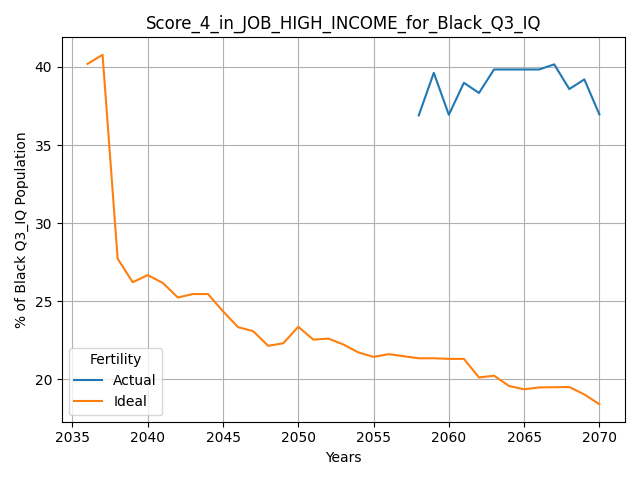 Score_4_in_JOB_HIGH_INCOME_for_Black_Q3_IQ
% of Black Q3_IQ Population
40
35
30
25
20
Fertility
Actual
Ideal
2035 2040 2045 2050 2055 2060 2065 2070
Years